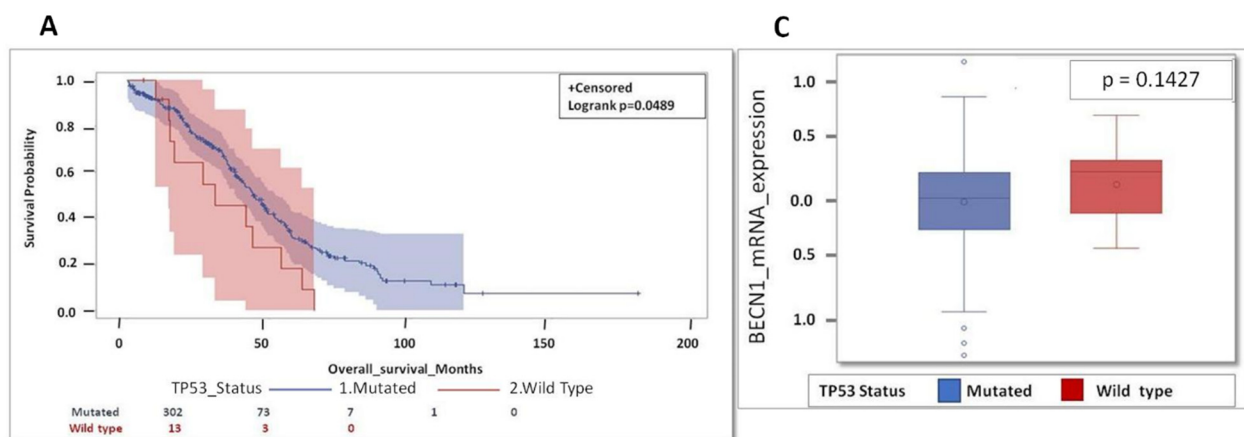 A
1.0
0.8
0.6
0.4
0.2
0.0
Survival Probability
+Censored
Logrank p=0.0489
0 50 100 150 200
Overall_survival_Months
TP53_Status 1.Mutated 2.Wild Type
Mutated 302 73 7 1 0
Wild type 13 3 0
C
p = 0.1427
1.0
0.5
0.0
0.5
1.0
BECN1_mRNA_expression
TP53 Status Mutated Wild type